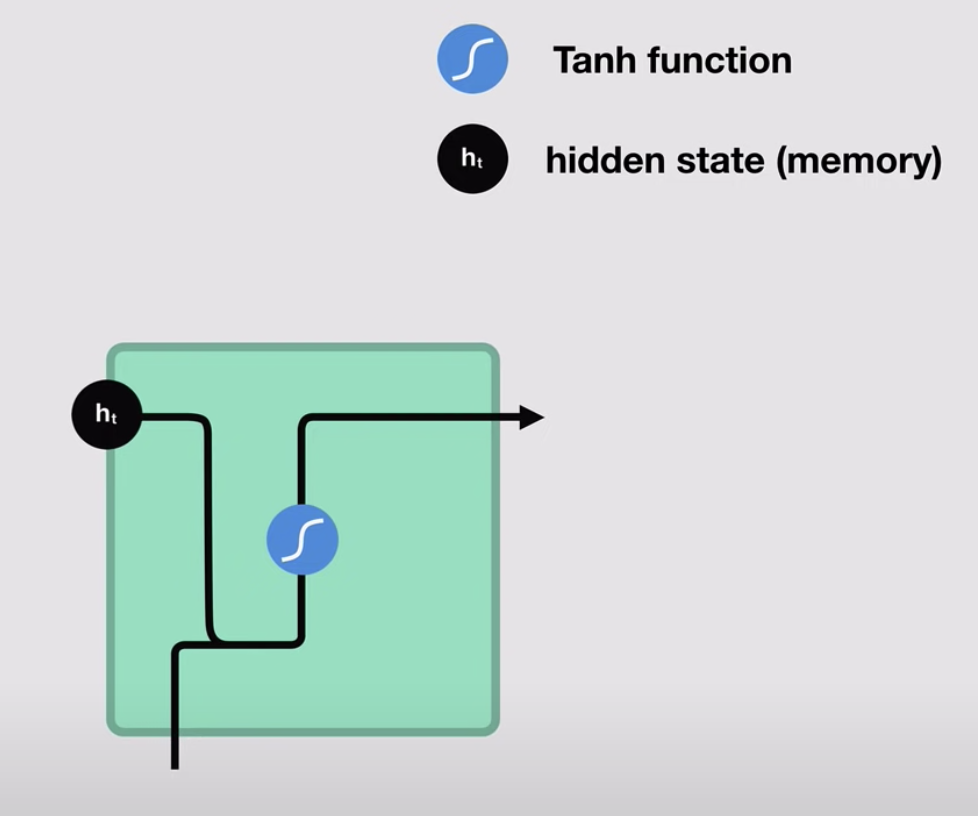 Tanh function
hₜ hidden state (memory)
hₜ